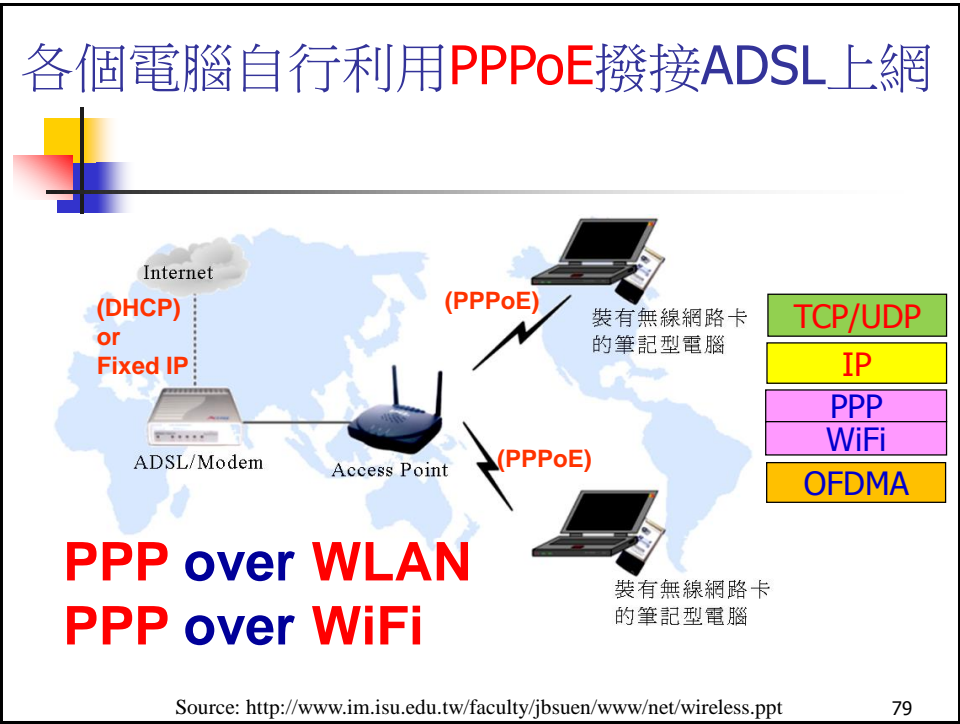 各個電腦自行利用PPPoE撥接ADSL上網
Internet
(DHCP)
or
Fixed IP
ADSL/Modem
Access Point
(PPPoE)
裝有無線網路卡
的筆記型電腦
(PPPoE)
裝有無線網路卡
的筆記型電腦
TCP/UDP
IP
PPP
WiFi
OFDMA
PPP over WLAN
PPP over WiFi
Source: http://www.im.isu.edu.tw/faculty/jbsuen/www/net/wireless.ppt
79